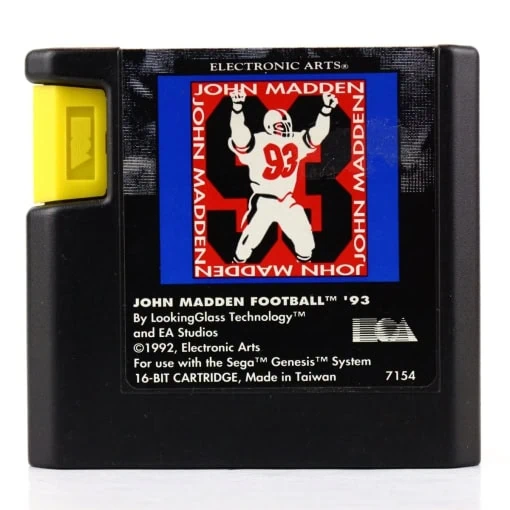 ELECTRONIC ARTS®
JOHN MADDEN
JOHN MADDEN
JOHN MADDEN
93
93
JOHN MADDEN
JOHN MADDEN FOOTBALL™ '93
By LookingGlass Technology™
and EA Studios
©1992, Electronic Arts
For use with the Sega™ Genesis™ System
16-BIT CARTRIDGE, Made in Taiwan
7154
EA